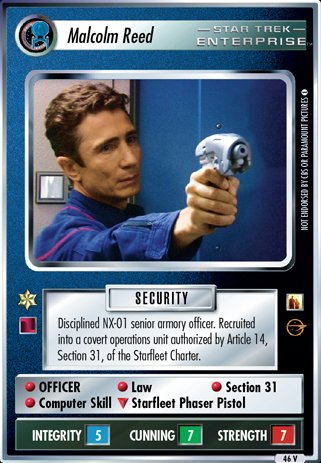 Malcolm Reed
STAR TREK
ENTERPRISE™
NOT ENDORSED BY CBS OR PARAMOUNT PICTURES
SECURITY
Disciplined NX-01 senior armory officer. Recruited
into a covert operations unit authorized by Article 14,
Section 31, of the Starfleet Charter.
OFFICER Law Section 31
Computer Skill Starfleet Phaser Pistol
INTEGRITY 5 CUNNING 7 STRENGTH 7
46 V